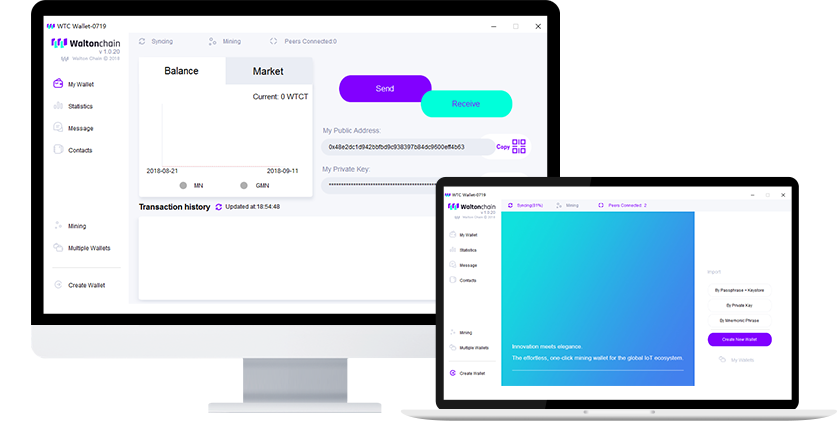 WTC Wallet-0719
Waltonchain
v 1.0.20
Walton Chain @ 2018
Syncing
Mining
Peers Connected:0
My Wallet
Statistics
Message
Contacts
Mining
Multiple Wallets
Create Wallet
Balance
Market
Current: 0 WTCT
2018-08-21
2018-09-11
MN
GMN
Send
Receive
My Public Address:
0x48e2dc1d942bbfbd9c938397b84dc9600eff4b63
Copy
My Private Key:
Transaction history
Updated at:18:54:48
WTC Wallet-0719
Waltonchain
v 1.0.20
Walton Chain @ 2018
Syncing(51%)
Mining
Peers Connected: 2
My Wallet
Statistics
Message
Contacts
Mining
Multiple Wallets
Create Wallet
Innovation meets elegance.
The effortless, one-click mining wallet for the global IoT ecosystem.
Import
By Passphrase + Keystore
By Private Key
By Mnemonic Phrase
Create New Wallet
My Wallets